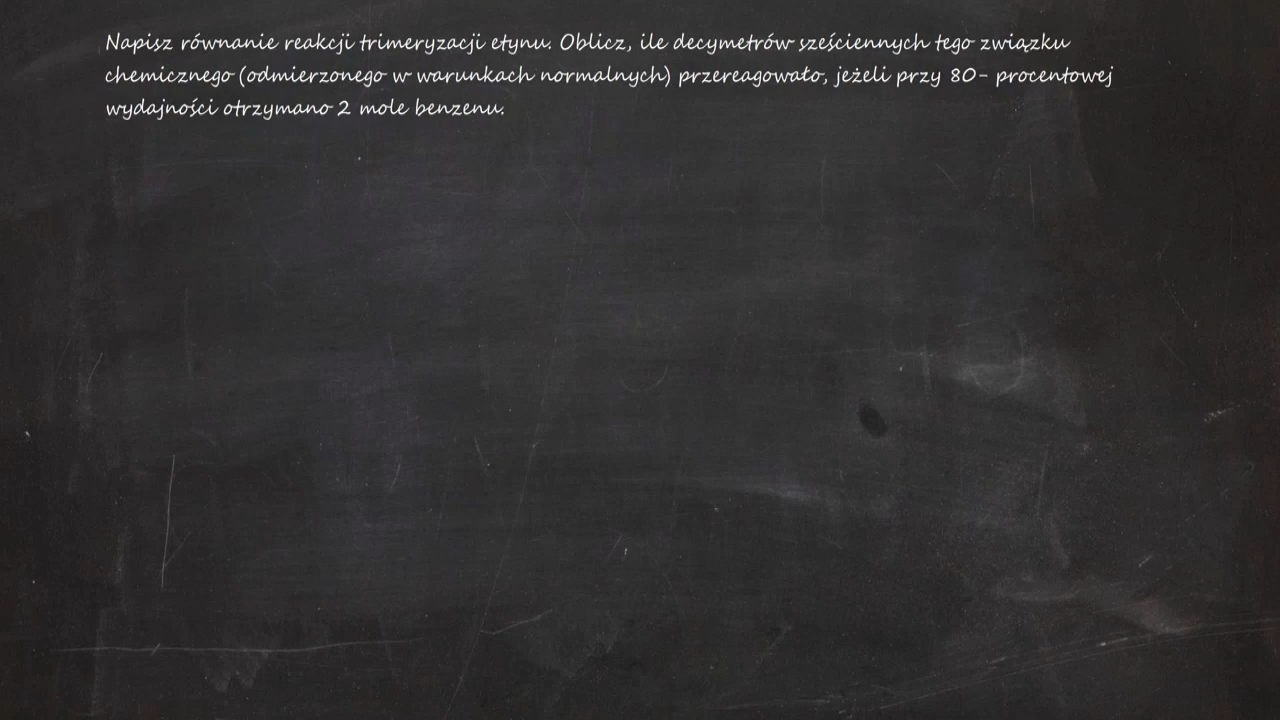 Napisz równanie reakcji trimeryzacji etynu. Oblicz, ile decymetrów sześciennych tego związku
chemicznego (odmierzonego w warunkach normalnych) przereagowało, jeżeli przy 80- procentowej
wydajności otrzymano 2 mole benzenu.